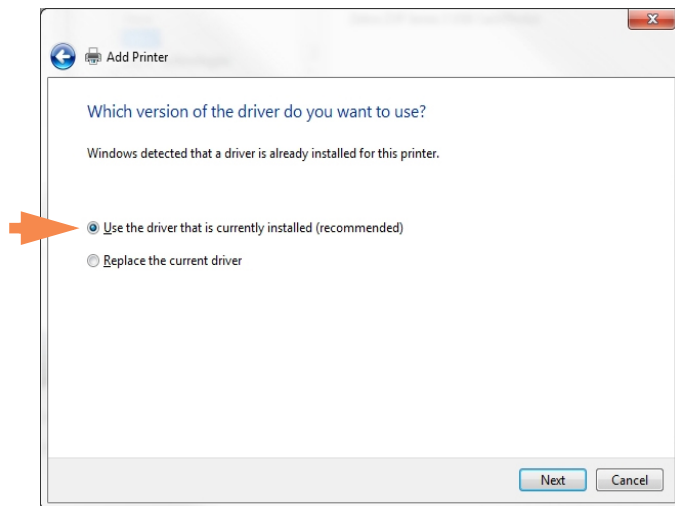 Add Printer
Which version of the driver do you want to use?
Windows detected that a driver is already installed for this printer.
Use the driver that is currently installed (recommended)
Replace the current driver
Next Cancel